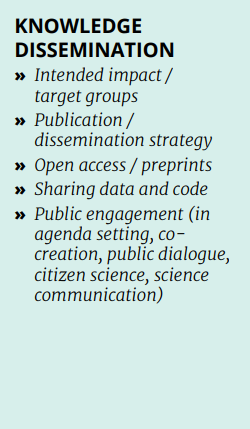 KNOWLEDGE
DISSEMINATION
» Intended impact /
target groups
» Publication /
dissemination strategy
» Open access / preprints
» Sharing data and code
» Public engagement (in
agenda setting, co-
creation, public dialogue,
citizen science, science
communication)